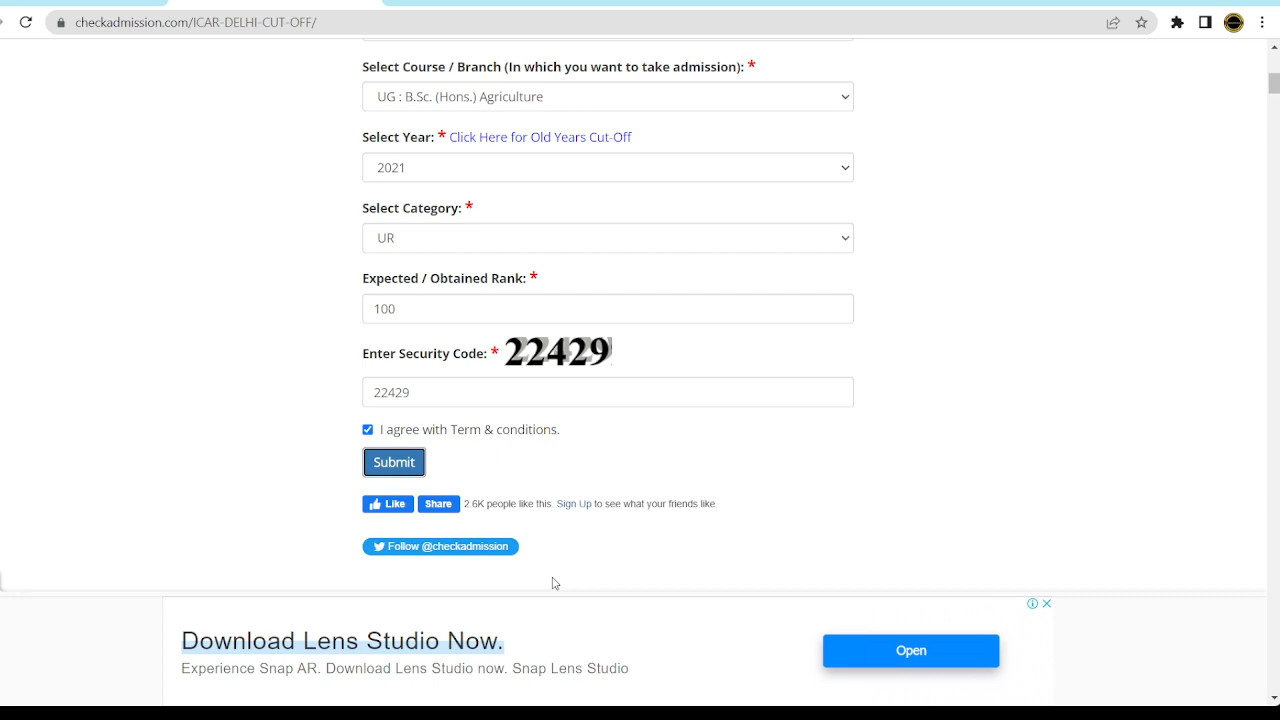 checkadmission.com/ICAR-DELHI-CUT-OFF/
Select Course / Branch (In which you want to take admission): *
UG : B.Sc. (Hons.) Agriculture
Select Year: * Click Here for Old Years Cut-Off
2021
Select Category: *
UR
Expected / Obtained Rank: *
100
Enter Security Code: * 22429
22429
I agree with Term & conditions.
Submit
Like Share 2.6K people like this. Sign Up to see what your friends like.
Follow @checkadmission
Download Lens Studio Now.
Experience Snap AR. Download Lens Studio now. Snap Lens Studio
Open